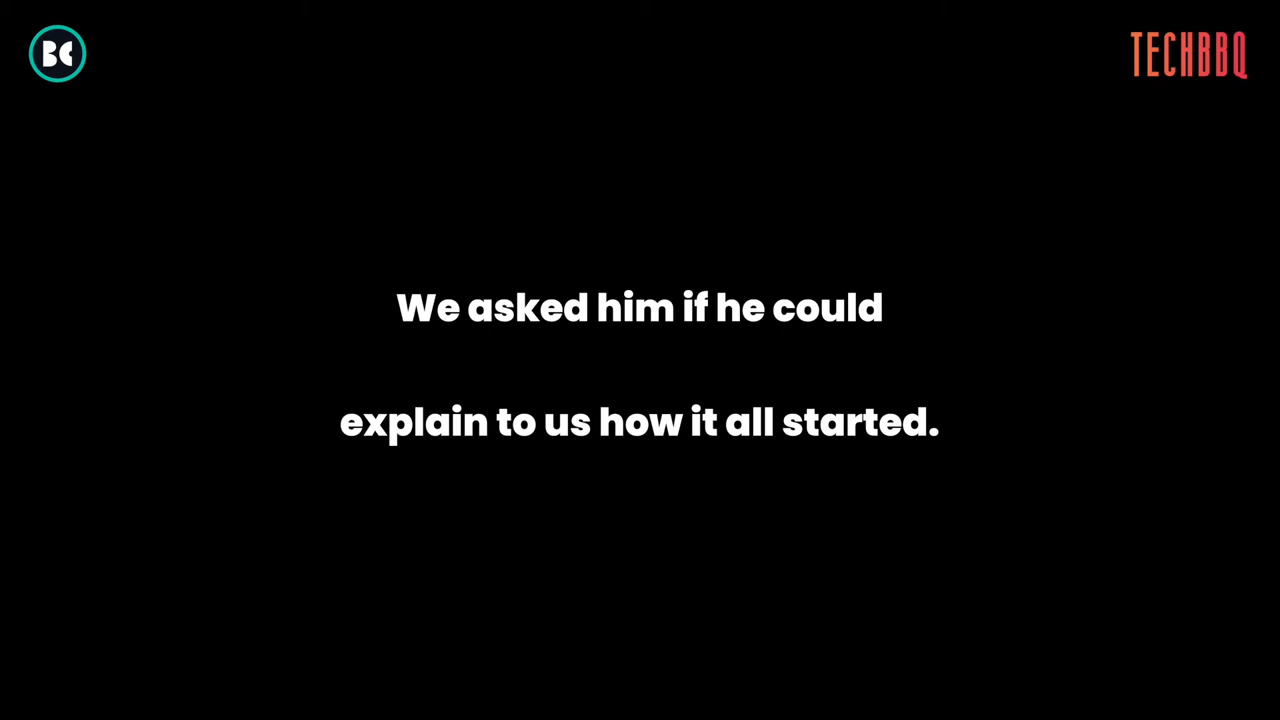 BC
TECHBBQ
We asked him if he could
explain to us how it all started.